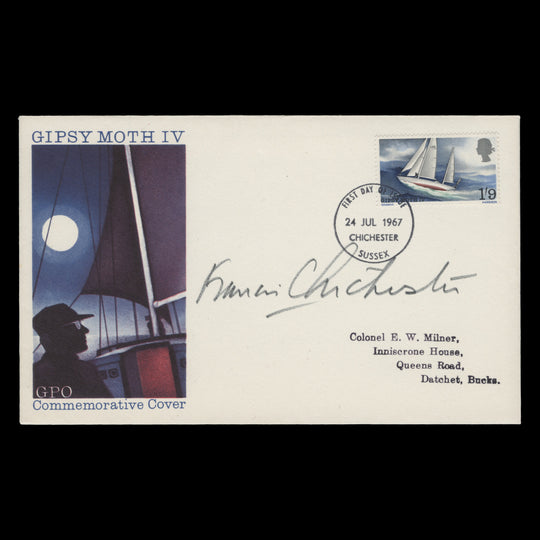 GIPSY MOTH IV
1'9
FIRST DAY OF ISSUE
24 JUL 1967
CHICHESTER
SUSSEX
Francis Chichester
Colonel E. W. Milner,
Inniscrone House,
Queens Road,
Datchet, Bucks.
GPO
Commemorative Cover